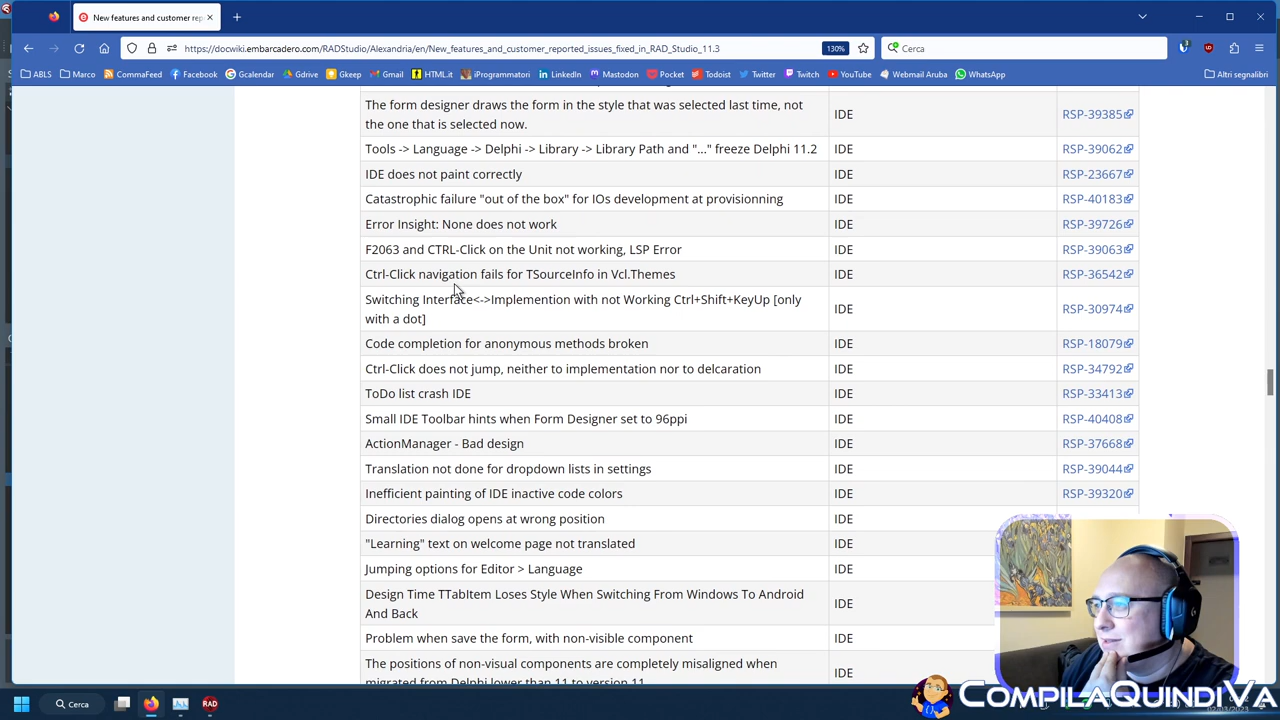 New features and customer rep
https://docwiki.embarcadero.com/RADStudio/Alexandria/en/New_features_and_customer_reported_issues_fixed_in_RAD_Studio_11.3
130%
Cerca
ABLS Marco CommaFeed Facebook Gcalendar Gdrive Gkeep Gmail HTML.it iProgrammatori LinkedIn Mastodon Pocket Todoist Twitter Twitch YouTube Webmail Aruba WhatsApp Altri segnalibri
The form designer draws the form in the style that was selected last time, not
the one that is selected now. IDE RSP-39385
Tools -> Language -> Delphi -> Library -> Library Path and "..." freeze Delphi 11.2 IDE RSP-39062
IDE does not paint correctly IDE RSP-23667
Catastrophic failure "out of the box" for IOs development at provisionning IDE RSP-40183
Error Insight: None does not work IDE RSP-39726
F2063 and CTRL-Click on the Unit not working, LSP Error IDE RSP-39063
Ctrl-Click navigation fails for TSourceInfo in Vcl.Themes IDE RSP-36542
Switching Interface<->Implemention with not Working Ctrl+Shift+KeyUp [only
with a dot] IDE RSP-30974
Code completion for anonymous methods broken IDE RSP-18079
Ctrl-Click does not jump, neither to implementation nor to delcaration IDE RSP-34792
ToDo list crash IDE IDE RSP-33413
Small IDE Toolbar hints when Form Designer set to 96ppi IDE RSP-40408
ActionManager - Bad design IDE RSP-37668
Translation not done for dropdown lists in settings IDE RSP-39044
Inefficient painting of IDE inactive code colors IDE RSP-39320
Directories dialog opens at wrong position IDE
"Learning" text on welcome page not translated IDE
Jumping options for Editor > Language IDE
Design Time TTabItem Loses Style When Switching From Windows To Android
And Back IDE
Problem when save the form, with non-visible component IDE
The positions of non-visual components are completely misaligned when
migrated from Delphi lower than 11 to version 11 IDE
CompilaQuindiVa
Cerca
RAD